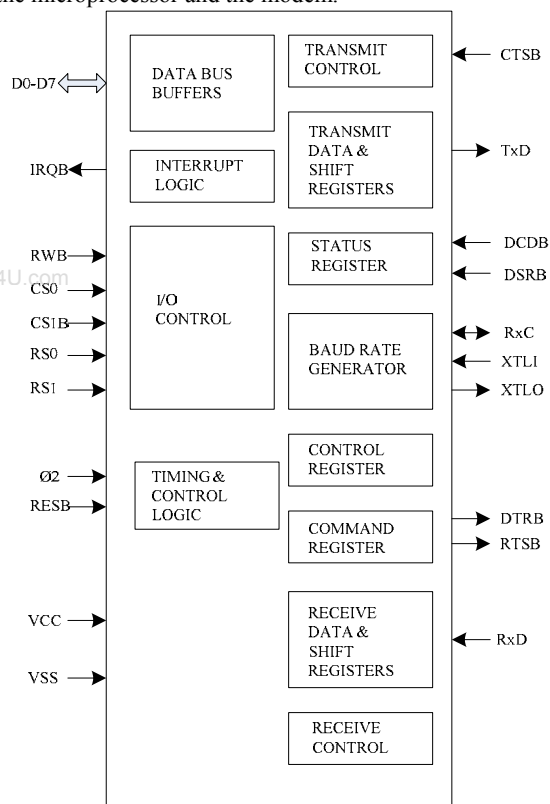 the microprocessor and the modem.
D0-D7
IRQB
RWB
4U.com
CS0
CS1B
RS0
RS1
Ø2
RESB
VCC
VSS
DATA BUS
BUFFERS
INTERRUPT
LOGIC
I/O
CONTROL
TIMING &
CONTROL
LOGIC
TRANSMIT
CONTROL
TRANSMIT
DATA &
SHIFT
REGISTERS
STATUS
REGISTER
BAUD RATE
GENERATOR
CONTROL
REGISTER
COMMAND
REGISTER
RECEIVE
DATA &
SHIFT
REGISTERS
RECEIVE
CONTROL
CTSB
TxD
DCDB
DSRB
RxC
XTLI
XTLO
DTRB
RTSB
RxD